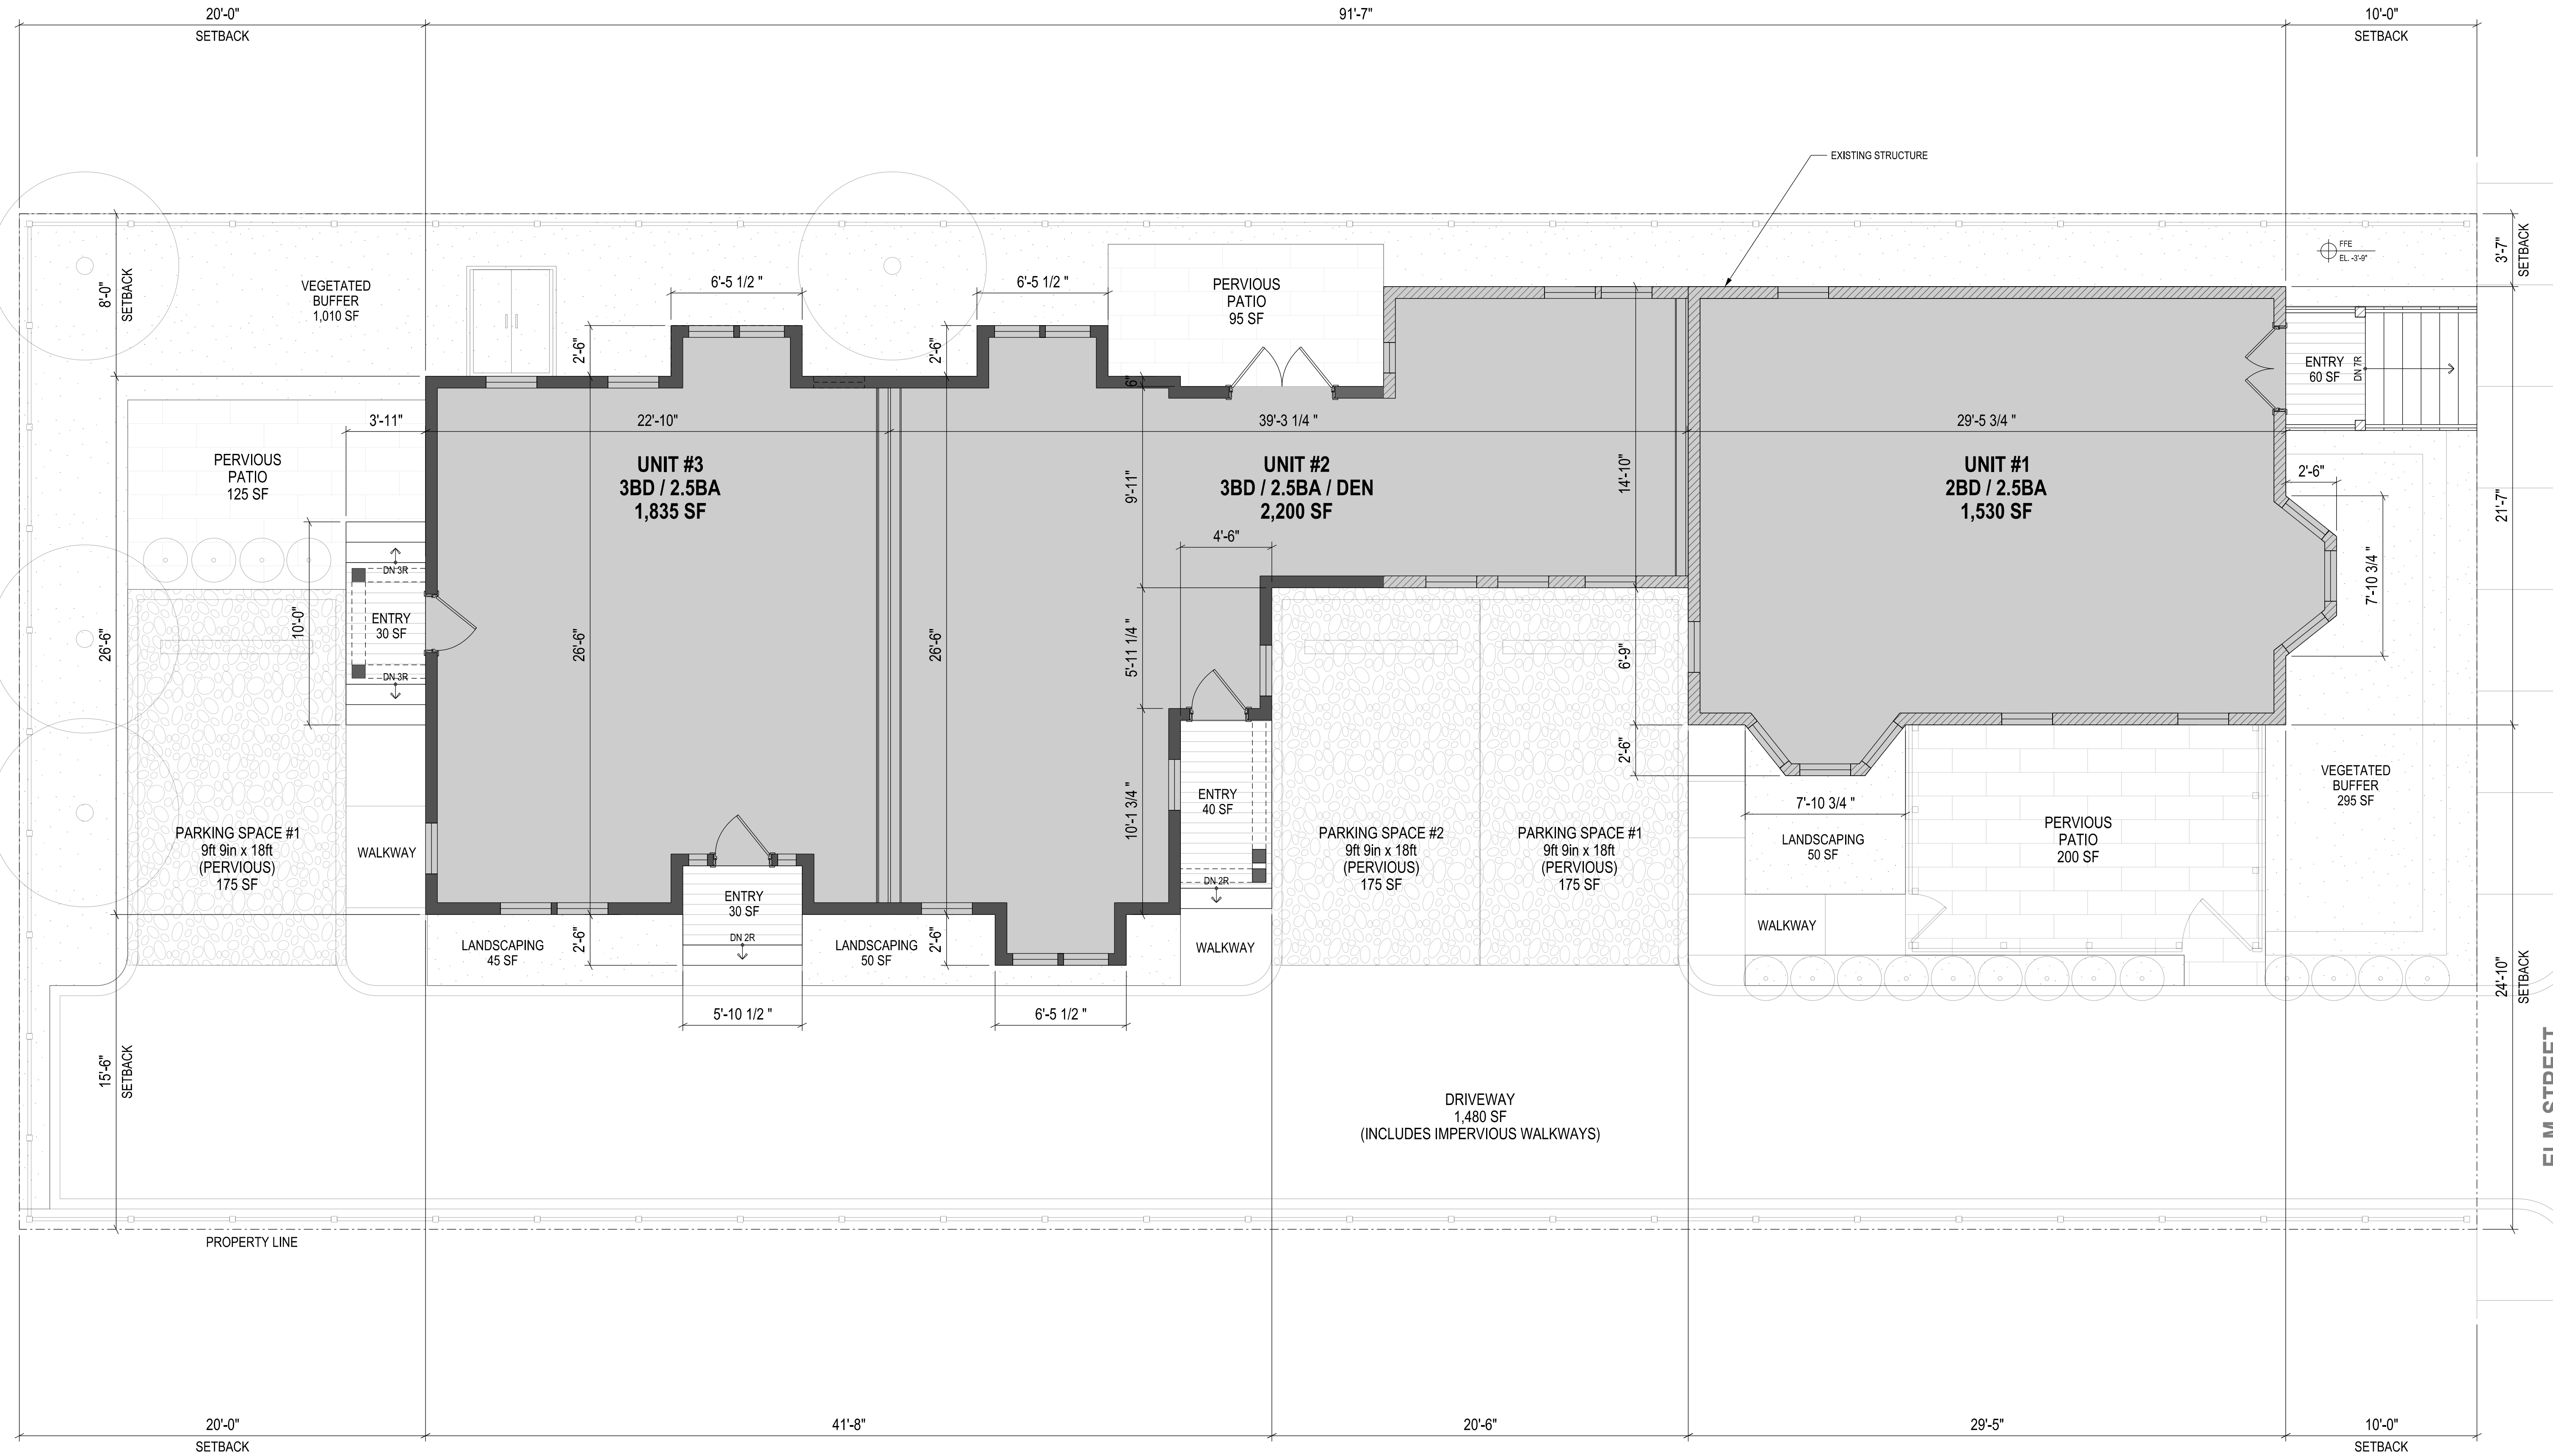 20'-0"
SETBACK
91'-7"
10'-0"
SETBACK
EXISTING STRUCTURE
8'-0"
SETBACK
VEGETATED
BUFFER
1,010 SF
6'-5 1/2 "
6'-5 1/2 "
2'-6"
2'-6"
PERVIOUS
PATIO
95 SF
6"
FFE
EL. -3'-9"
3'-7"
SETBACK
ENTRY
60 SF
DN 7R
3'-11"
22'-10"
39'-3 1/4 "
29'-5 3/4 "
PERVIOUS
PATIO
125 SF
UNIT #3
3BD / 2.5BA
1,835 SF
UNIT #2
3BD / 2.5BA / DEN
2,200 SF
UNIT #1
2BD / 2.5BA
1,530 SF
9'-11"
14'-10"
2'-6"
21'-7"
4'-6"
7'-10 3/4 "
DN 3R
ENTRY
30 SF
DN 3R
10'-0"
26'-6"
26'-6"
26'-6"
5'-11 1/4 "
6'-9"
2'-6"
10'-1 3/4 "
ENTRY
40 SF
DN 2R
7'-10 3/4 "
LANDSCAPING
50 SF
VEGETATED
BUFFER
295 SF
PERVIOUS
PATIO
200 SF
PARKING SPACE #1
9ft 9in x 18ft
(PERVIOUS)
175 SF
WALKWAY
PARKING SPACE #2
9ft 9in x 18ft
(PERVIOUS)
175 SF
PARKING SPACE #1
9ft 9in x 18ft
(PERVIOUS)
175 SF
ENTRY
30 SF
DN 2R
LANDSCAPING
45 SF
2'-6"
LANDSCAPING
50 SF
2'-6"
WALKWAY
WALKWAY
24'-10"
SETBACK
5'-10 1/2 "
6'-5 1/2 "
15'-6"
SETBACK
DRIVEWAY
1,480 SF
(INCLUDES IMPERVIOUS WALKWAYS)
ELM STREET
PROPERTY LINE
20'-0"
SETBACK
41'-8"
20'-6"
29'-5"
10'-0"
SETBACK